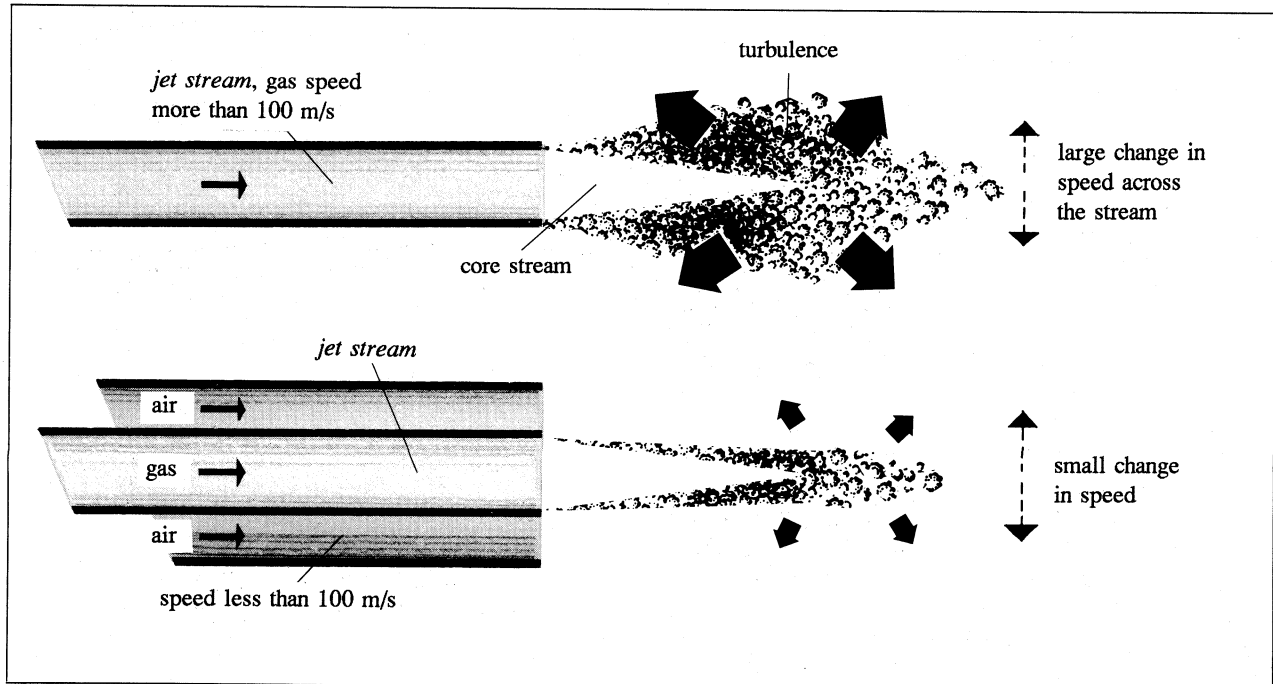 turbulence
jet stream, gas speed
more than 100 m/s
large change in
speed across
the stream
core stream
jet stream
air
gas
air
small change
in speed
speed less than 100 m/s